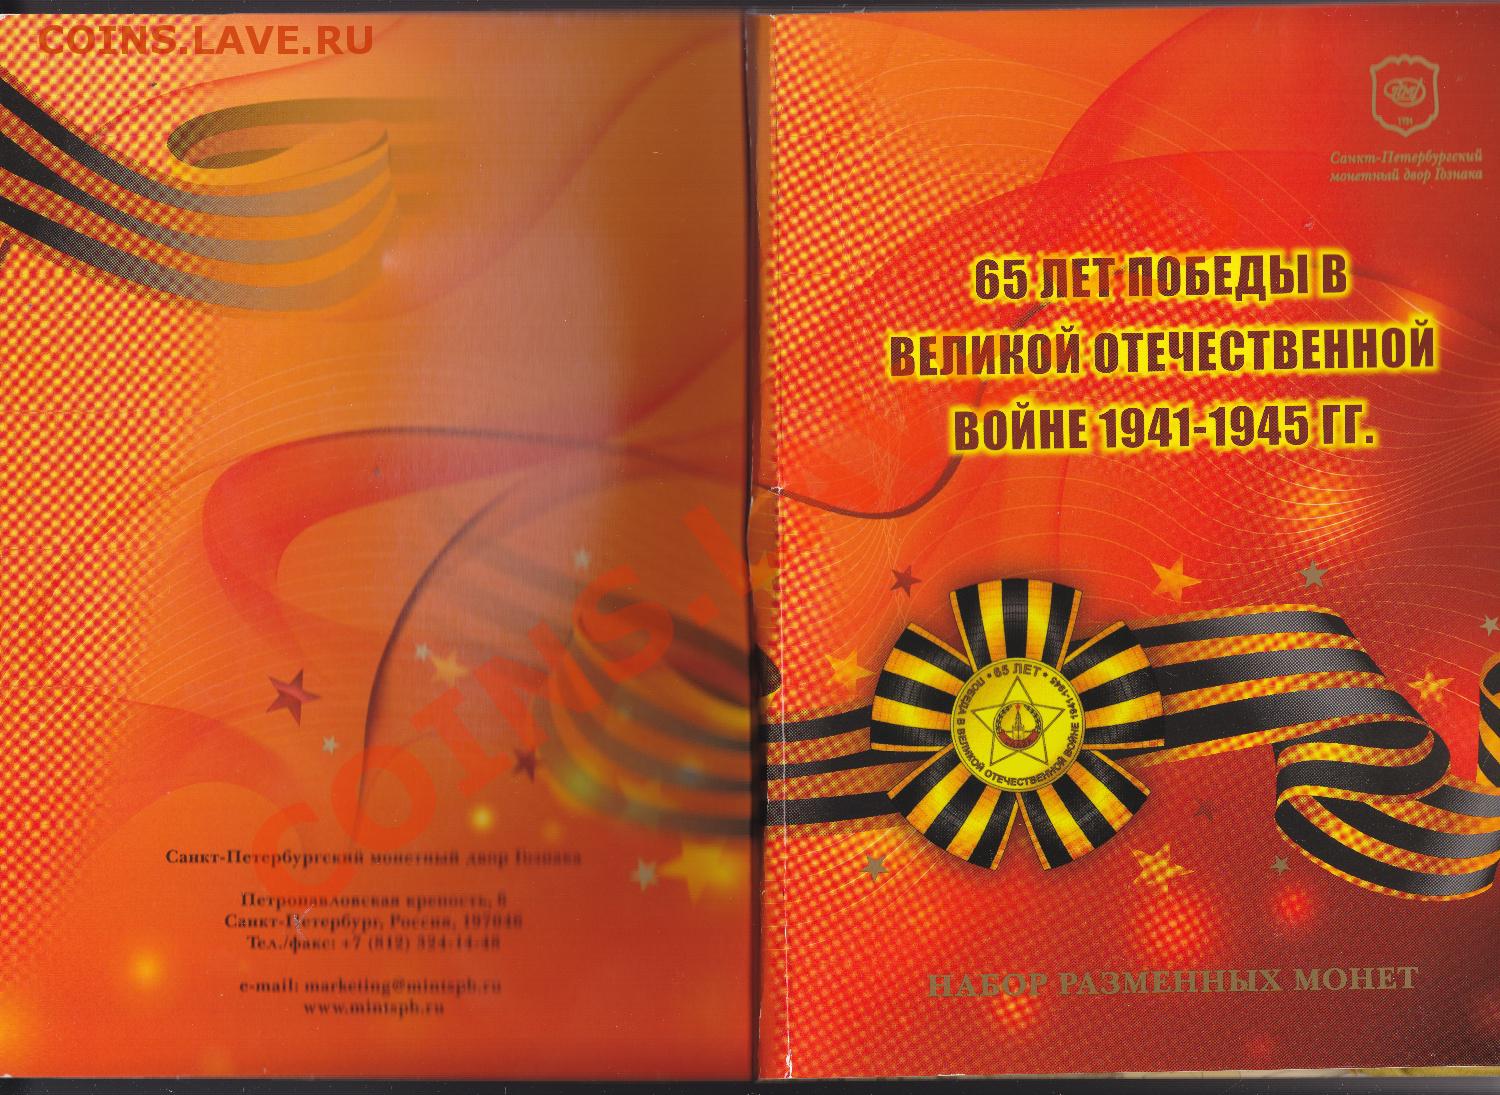 COINS.LAVE.RU
Санкт-Петербургский монетный двор Гознака
Петропавловская крепость, 6
Санкт-Петербург, Россия, 197046
Тел./факс: +7 (812) 324-14-48
e-mail: marketing@mintspb.ru
www.mintspb.ru
1724
Санкт-Петербургский
монетный двор Гознака
65 ЛЕТ ПОБЕДЫ В
ВЕЛИКОЙ ОТЕЧЕСТВЕННОЙ
ВОЙНЕ 1941-1945 ГГ.
• 65 ЛЕТ •
ПОБЕДА В ВЕЛИКОЙ ОТЕЧЕСТВЕННОЙ ВОЙНЕ 1941-1945
НАБОР РАЗМЕННЫХ МОНЕТ